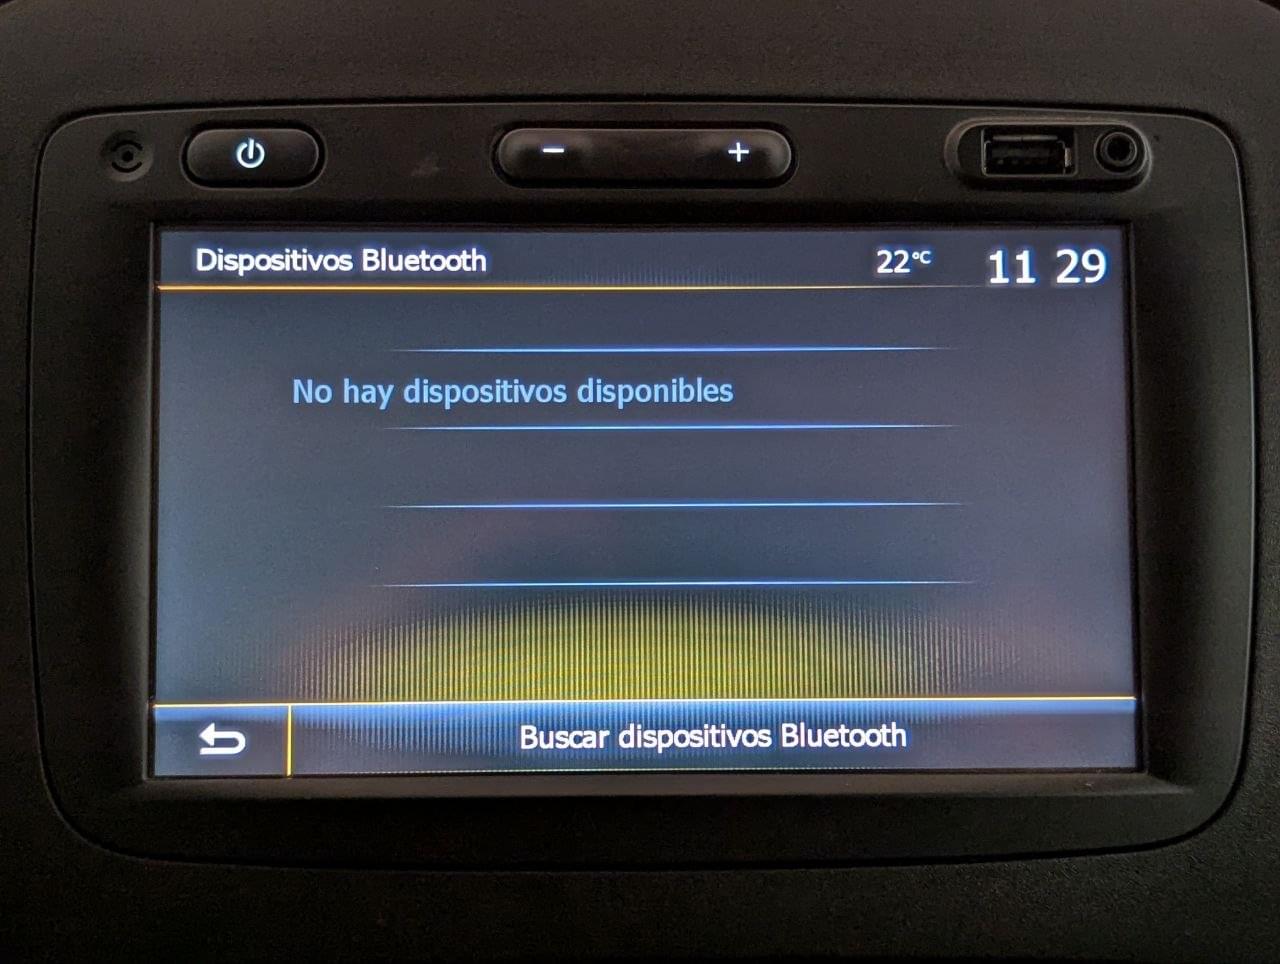 Dispositivos Bluetooth 22°C 11 29
No hay dispositivos disponibles
Buscar dispositivos Bluetooth